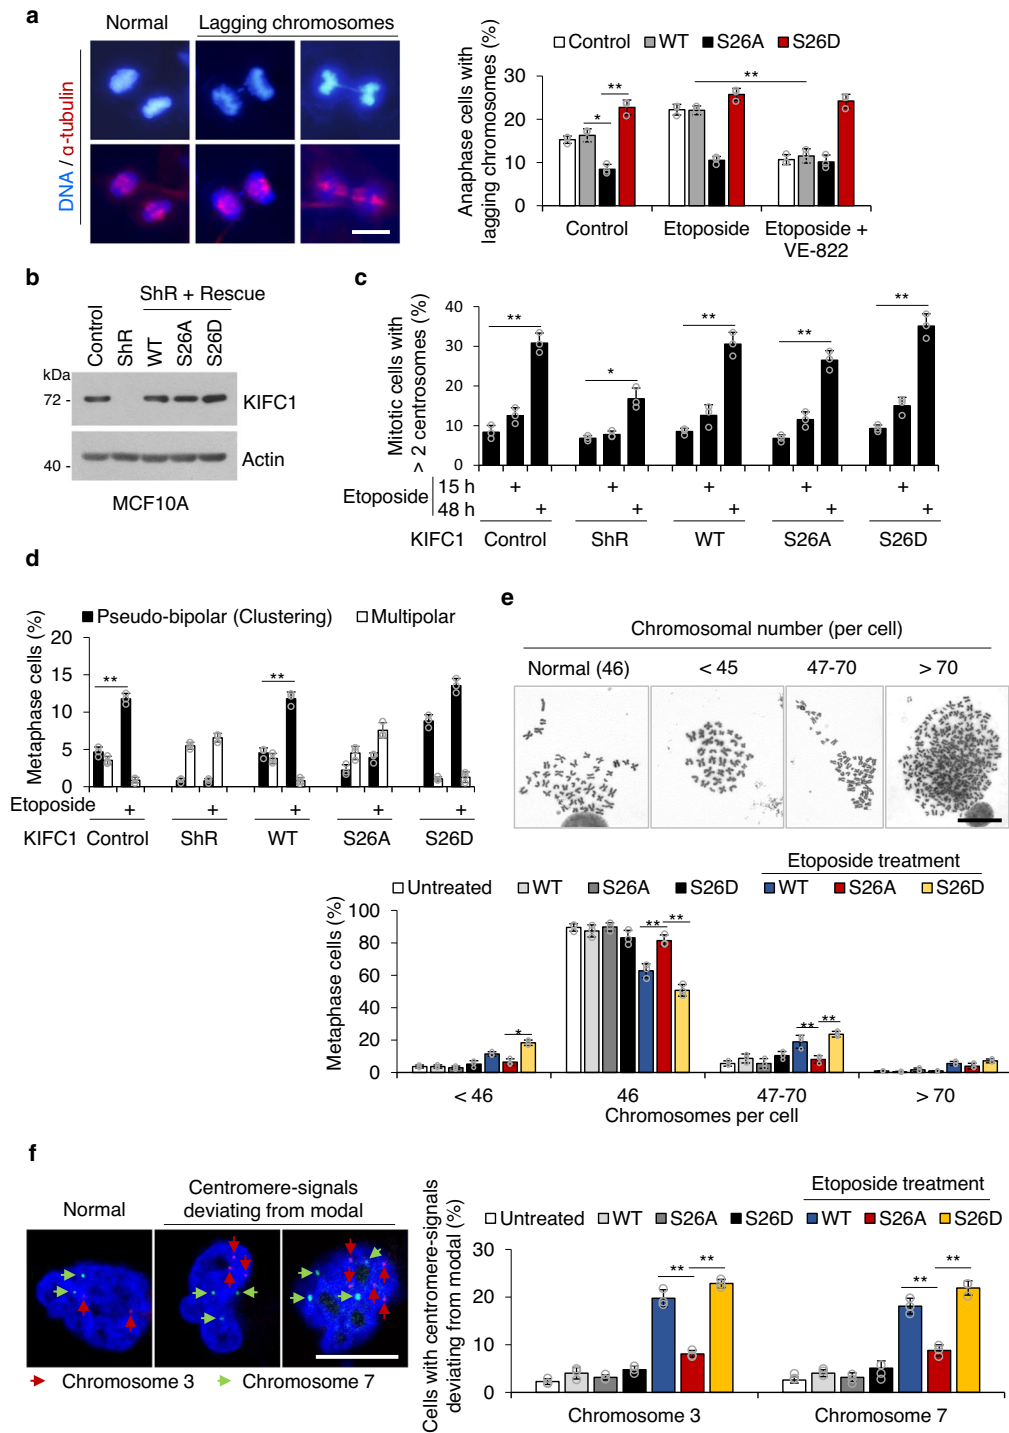 a
Normal
Lagging chromosomes
DNA / α-tubulin
Control WT S26A S26D
Anaphase cells with
lagging chromosomes (%)
30
20
10
0
** 
*
**
Control
Etoposide
Etoposide +
VE-822
b
ShR + Rescue
Control
ShR
WT
S26A
S26D
kDa
72 -
KIFC1
40 -
Actin
MCF10A
c
Mitotic cells with
> 2 centrosomes (%)
40
30
20
10
0
**
*
**
**
**
Etoposide
15 h + + + + +
48 h + + + + +
KIFC1 Control ShR WT S26A S26D
d
Pseudo-bipolar (Clustering) Multipolar
Metaphase cells (%)
20
15
10
5
0
**
**
Etoposide + + + + +
KIFC1 Control ShR WT S26A S26D
e
Chromosomal number (per cell)
Normal (46) < 45 47-70 > 70
Etoposide treatment
Untreated WT S26A S26D WT S26A S26D
Metaphase cells (%)
100
80
60
40
20
0
*
** **
** **
< 46 46 47-70 > 70
Chromosomes per cell
f
Normal
Centromere-signals
deviating from modal
Chromosome 3 Chromosome 7
Etoposide treatment
Untreated WT S26A S26D WT S26A S26D
Cells with centromere-signals
deviating from modal (%)
30
20
10
0
** **
** **
Chromosome 3 Chromosome 7